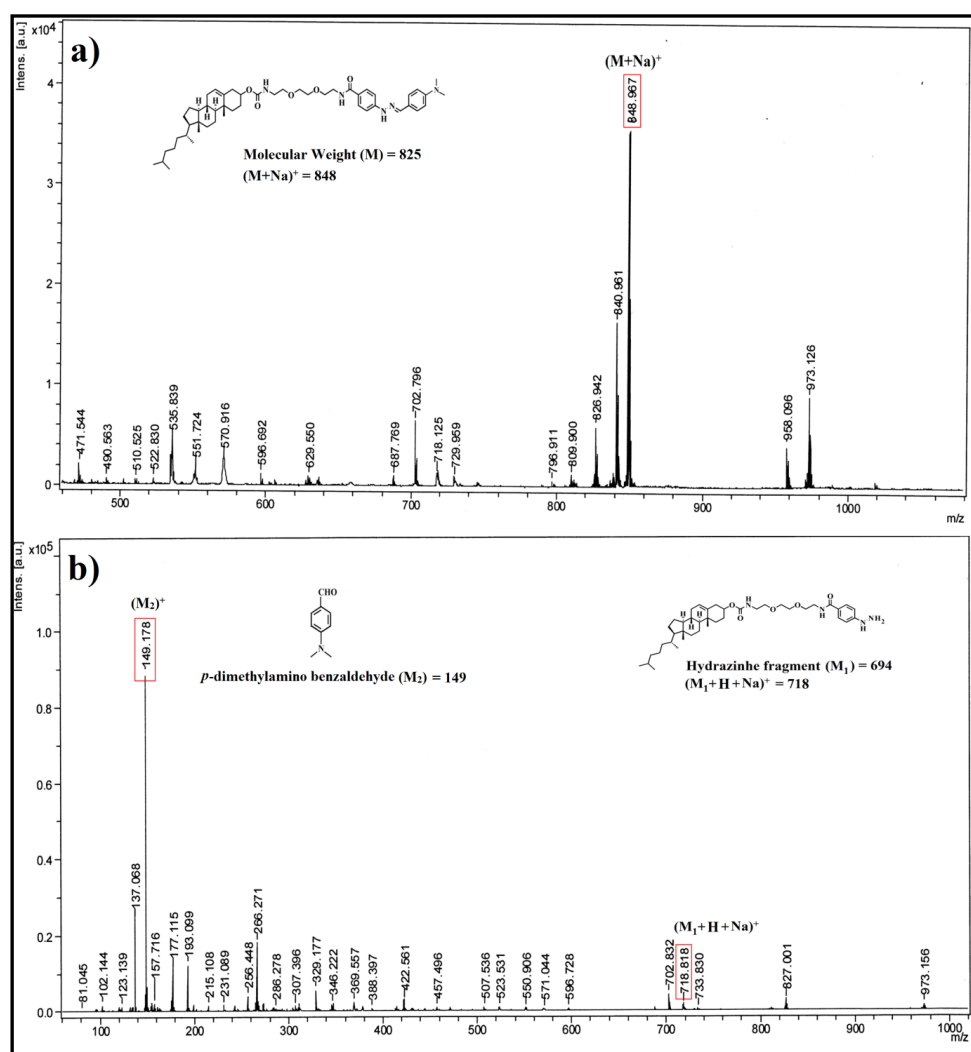 a)
Intens. [a.u.]
x10⁴
4
3
2
1
0
(M+Na)⁺
848.967
Molecular Weight (M) = 825
(M+Na)⁺ = 848
H
H
H
O
O
H
N
O
O
N
H
O
N
H
N
N
471.544
490.563
510.525
522.830
535.839
551.724
570.916
596.692
629.550
687.769
702.796
718.125
729.959
796.911
809.900
826.942
840.961
958.096
973.126
500
600
700
800
900
1000
m/z
b)
Intens. [a.u.]
x10⁵
1.0
0.8
0.6
0.4
0.2
0.0
(M₂)⁺
149.178
CHO
N
p-dimethylamino benzaldehyde (M₂) = 149
H
H
H
O
O
H
N
O
O
N
H
O
N
H
NH₂
Hydrazinhe fragment (M₁) = 694
(M₁+H+Na)⁺ = 718
(M₁+H+Na)⁺
81.045
102.144
123.139
137.068
157.716
177.115
193.099
215.108
231.089
256.448
266.271
286.278
307.396
329.177
346.222
369.557
388.397
422.561
457.496
507.536
523.531
550.906
571.044
596.728
702.832
718.818
733.830
827.001
973.156
100
200
300
400
500
600
700
800
900
1000
m/z